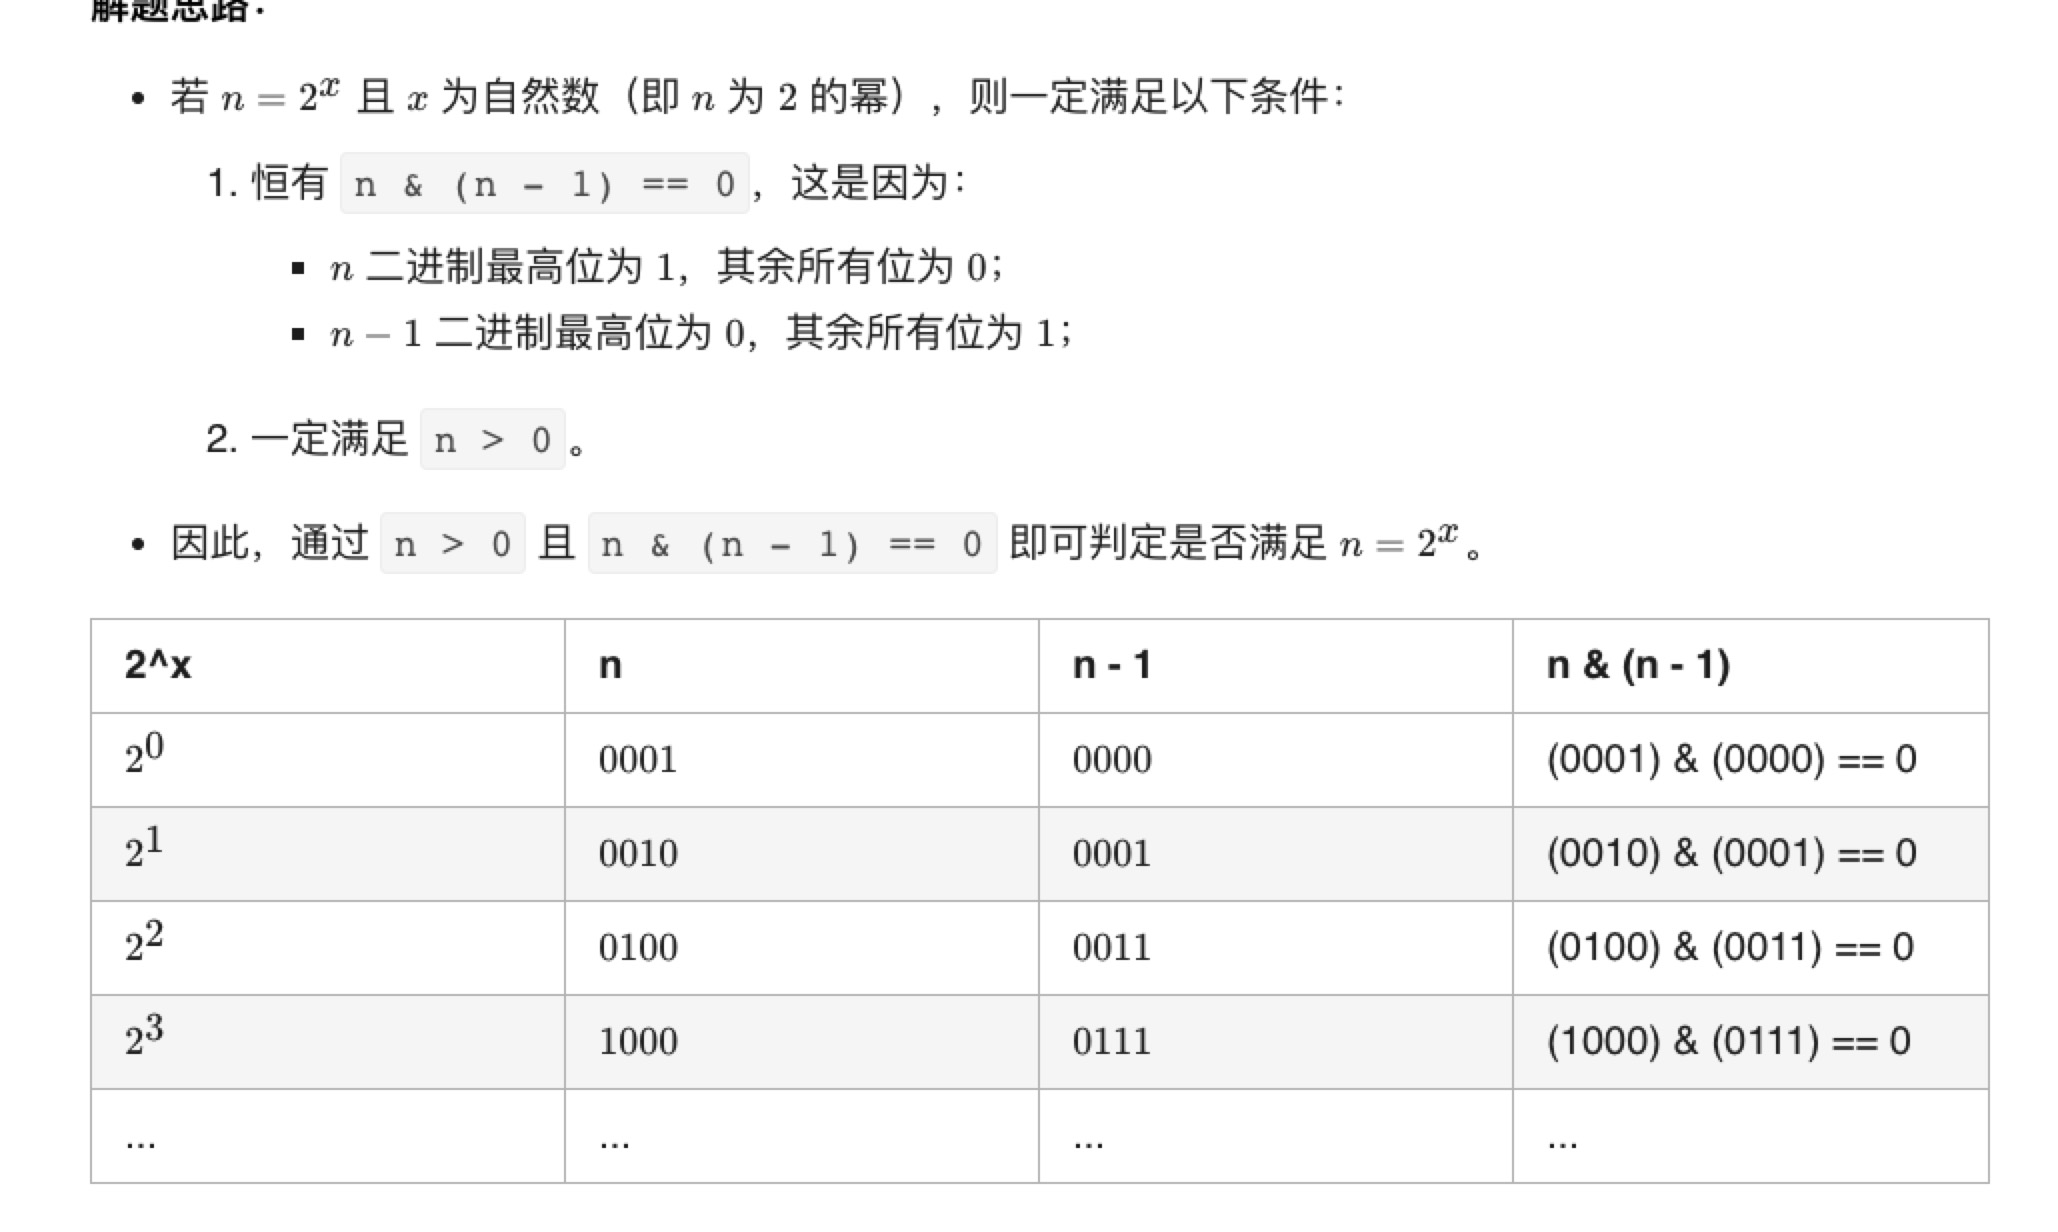 解题思路：
• 若 n = 2^x 且 x 为自然数（即 n 为 2 的幂），则一定满足以下条件：
1. 恒有 n & (n - 1) == 0，这是因为：
▪ n 二进制最高位为 1，其余所有位为 0；
▪ n − 1 二进制最高位为 0，其余所有位为 1；
2. 一定满足 n > 0。
• 因此，通过 n > 0 且 n & (n - 1) == 0 即可判定是否满足 n = 2^x。
2^x n n - 1 n & (n - 1)
2^0 0001 0000 (0001) & (0000) == 0
2^1 0010 0001 (0010) & (0001) == 0
2^2 0100 0011 (0100) & (0011) == 0
2^3 1000 0111 (1000) & (0111) == 0
... ... ... ...